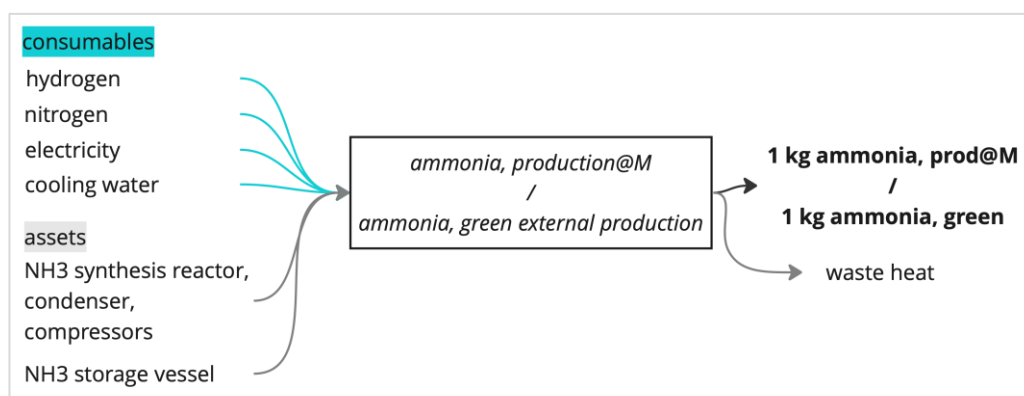 consumables
hydrogen
nitrogen
electricity
cooling water
assets
NH3 synthesis reactor,
condenser,
compressors
NH3 storage vessel
ammonia, production@M
/
ammonia, green external production
1 kg ammonia, prod@M
/
1 kg ammonia, green
waste heat